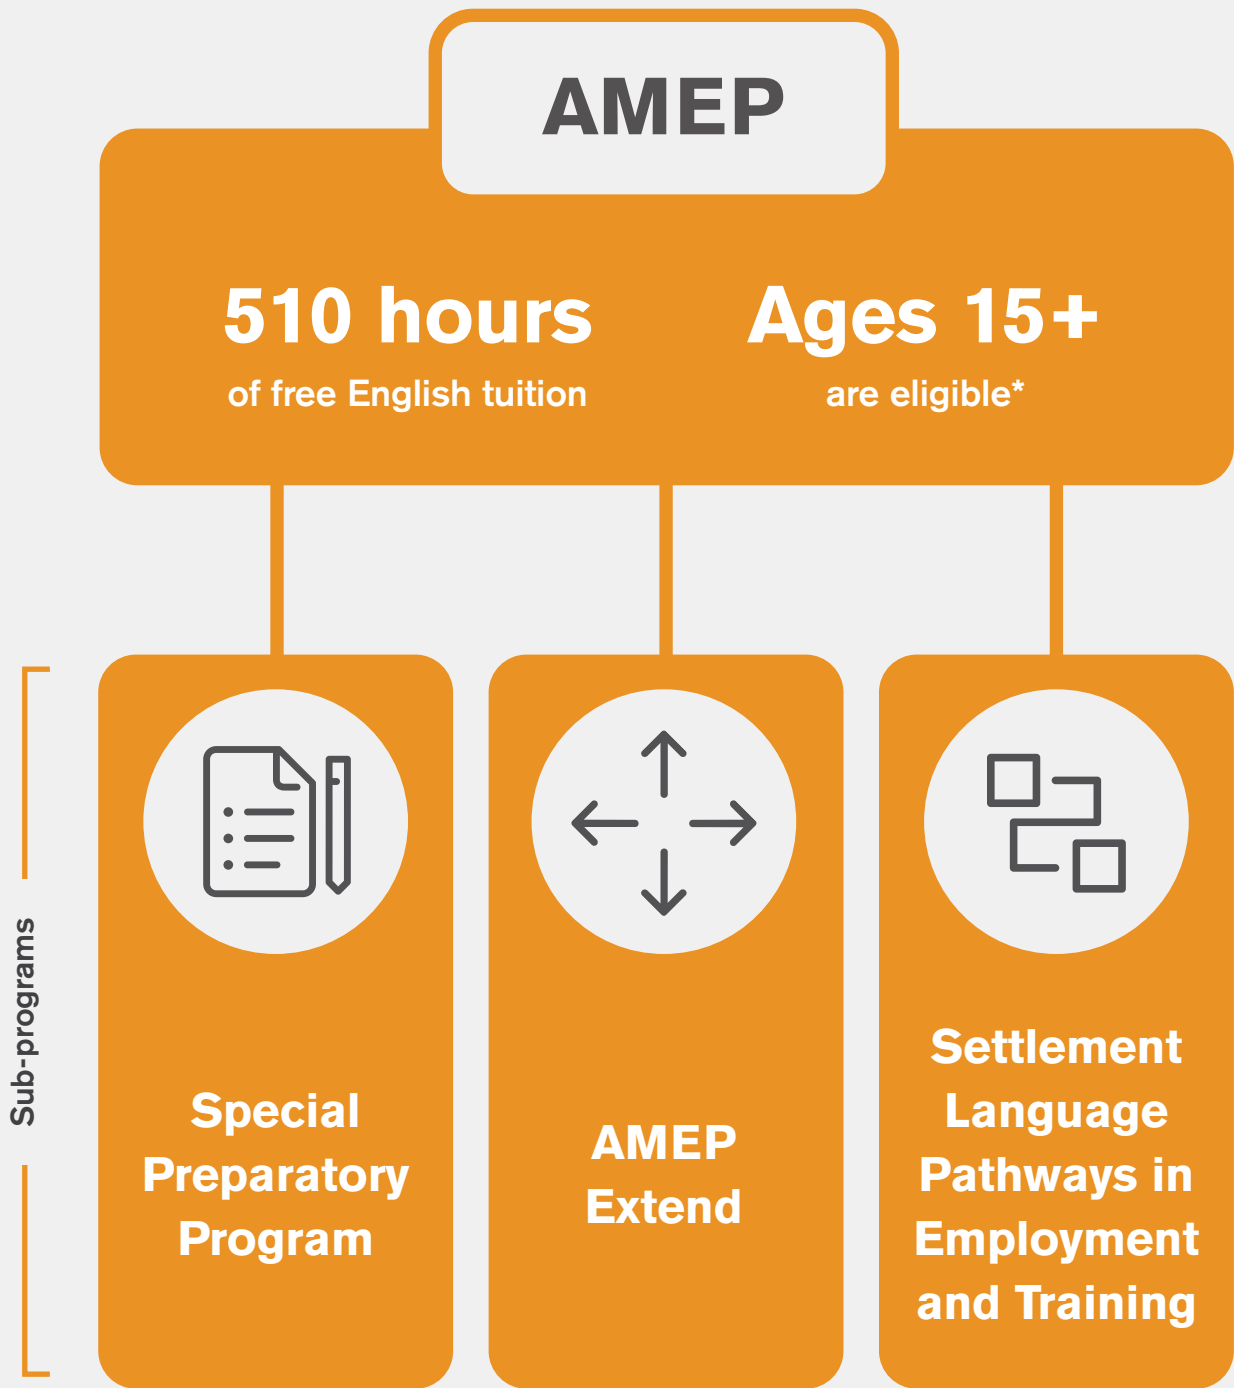 AMEP
510 hours
of free English tuition
Ages 15+
are eligible*
Sub-programs
Special
Preparatory
Program
AMEP
Extend
Settlement
Language
Pathways in
Employment
and Training